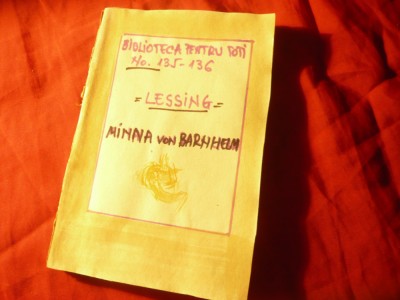 BIBLIOTECA PENTRU TOȚI
No. 135-136
= LESSING =
MINNA VON BARNHELM